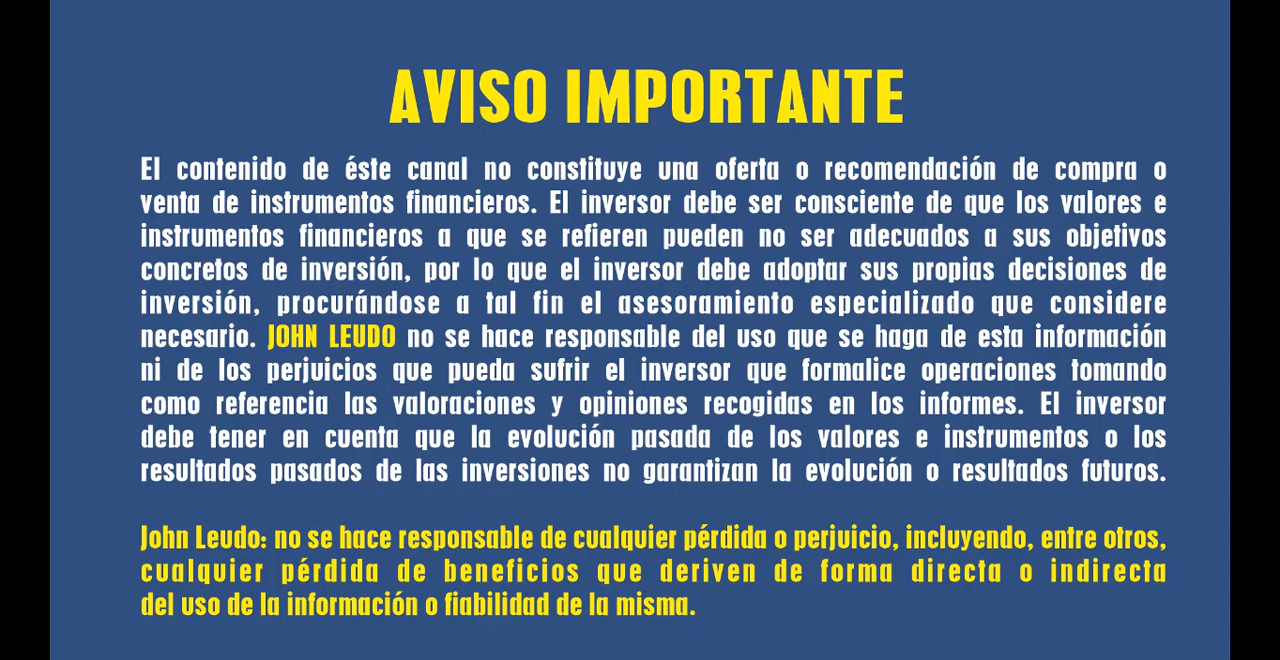 AVISO IMPORTANTE
El contenido de éste canal no constituye una oferta o recomendación de compra o
venta de instrumentos financieros. El inversor debe ser consciente de que los valores e
instrumentos financieros a que se refieren pueden no ser adecuados a sus objetivos
concretos de inversión, por lo que el inversor debe adoptar sus propias decisiones de
inversión, procurándose a tal fin el asesoramiento especializado que considere
necesario. JOHN LEUDO no se hace responsable del uso que se haga de esta información
ni de los perjuicios que pueda sufrir el inversor que formalice operaciones tomando
como referencia las valoraciones y opiniones recogidas en los informes. El inversor
debe tener en cuenta que la evolución pasada de los valores e instrumentos o los
resultados pasados de las inversiones no garantizan la evolución o resultados futuros.
John Leudo: no se hace responsable de cualquier pérdida o perjuicio, incluyendo, entre otros,
cualquier pérdida de beneficios que deriven de forma directa o indirecta
del uso de la información o fiabilidad de la misma.